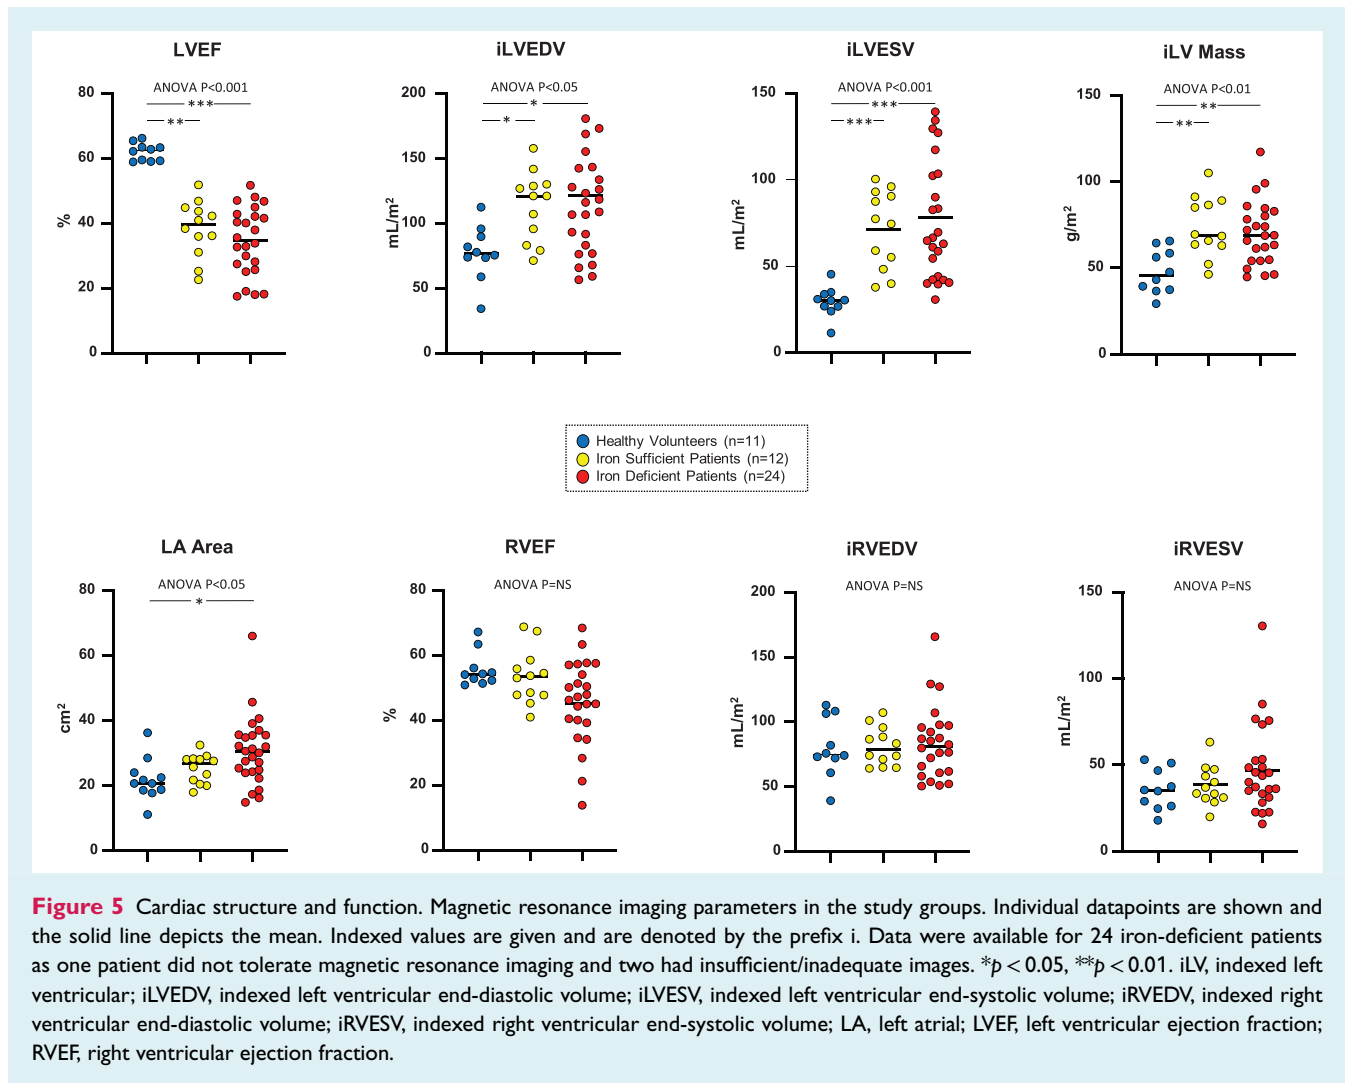 LVEF
ANOVA P<0.001
***
**
80
60
40
20
0
%
iLVEDV
ANOVA P<0.05
*
*
200
150
100
50
0
mL/m²
iLVESV
ANOVA P<0.001
***
***
150
100
50
0
mL/m²
iLV Mass
ANOVA P<0.01
**
**
150
100
50
0
g/m²
Healthy Volunteers (n=11)
Iron Sufficient Patients (n=12)
Iron Deficient Patients (n=24)
LA Area
ANOVA P<0.05
*
80
60
40
20
0
cm²
RVEF
ANOVA P=NS
80
60
40
20
0
%
iRVEDV
ANOVA P=NS
200
150
100
50
0
mL/m²
iRVESV
ANOVA P=NS
150
100
50
0
mL/m²
Figure 5 Cardiac structure and function. Magnetic resonance imaging parameters in the study groups. Individual datapoints are shown and
the solid line depicts the mean. Indexed values are given and are denoted by the prefix i. Data were available for 24 iron-deficient patients
as one patient did not tolerate magnetic resonance imaging and two had insufficient/inadequate images. *p < 0.05, **p < 0.01. iLV, indexed left
ventricular; iLVEDV, indexed left ventricular end-diastolic volume; iLVESV, indexed left ventricular end-systolic volume; iRVEDV, indexed right
ventricular end-diastolic volume; iRVESV, indexed right ventricular end-systolic volume; LA, left atrial; LVEF, left ventricular ejection fraction;
RVEF, right ventricular ejection fraction.